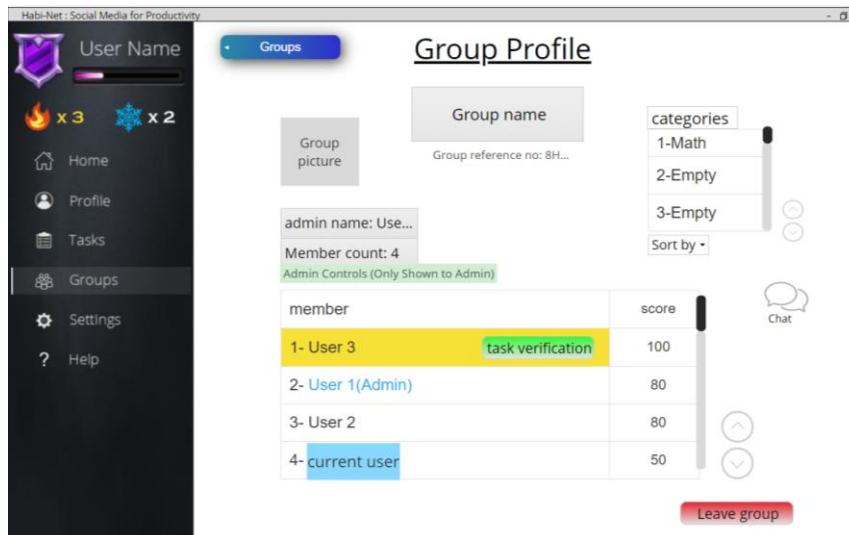 Habi-Net : Social Media for Productivity
User Name
x 3
x 2
Home
Profile
Tasks
Groups
Settings
? Help
Groups
Group Profile
Group
picture
Group name
Group reference no: 8H...
categories
1-Math
2-Empty
3-Empty
Sort by
admin name: Use...
Member count: 4
Admin Controls (Only Shown to Admin)
member score
1- User 3 task verification 100
2- User 1(Admin) 80
3- User 2 80
4- current user 50
Chat
Leave group